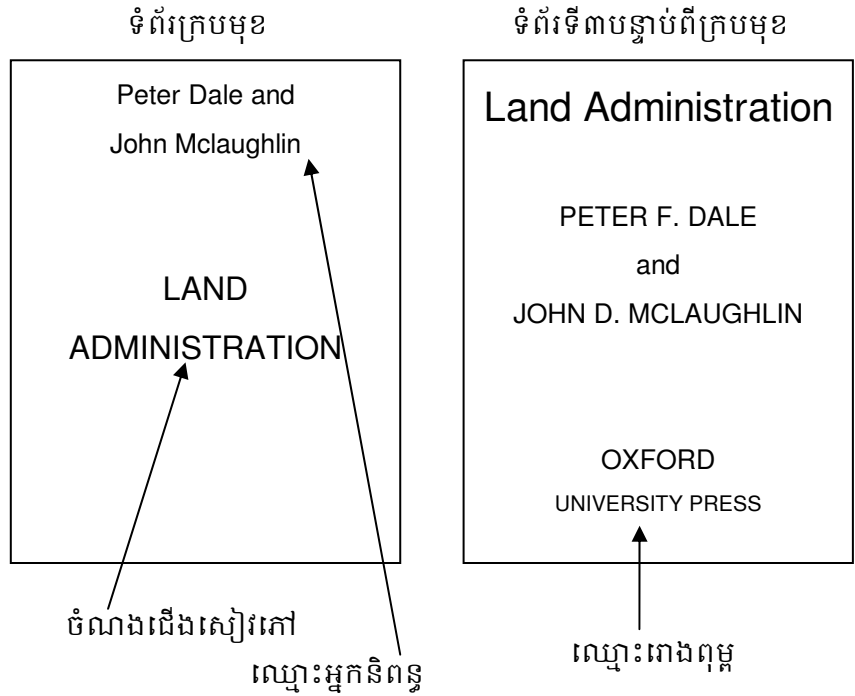 ទំព័រក្របមុខ
Peter Dale and
John Mclaughlin
LAND
ADMINISTRATION
ចំណងជើងសៀវភៅ
ឈ្មោះអ្នកនិពន្ធ
ទំព័រទី៣បន្ទាប់ពីក្របមុខ
Land Administration
PETER F. DALE
and
JOHN D. MCLAUGHLIN
OXFORD
UNIVERSITY PRESS
ឈ្មោះរោងពុម្ព